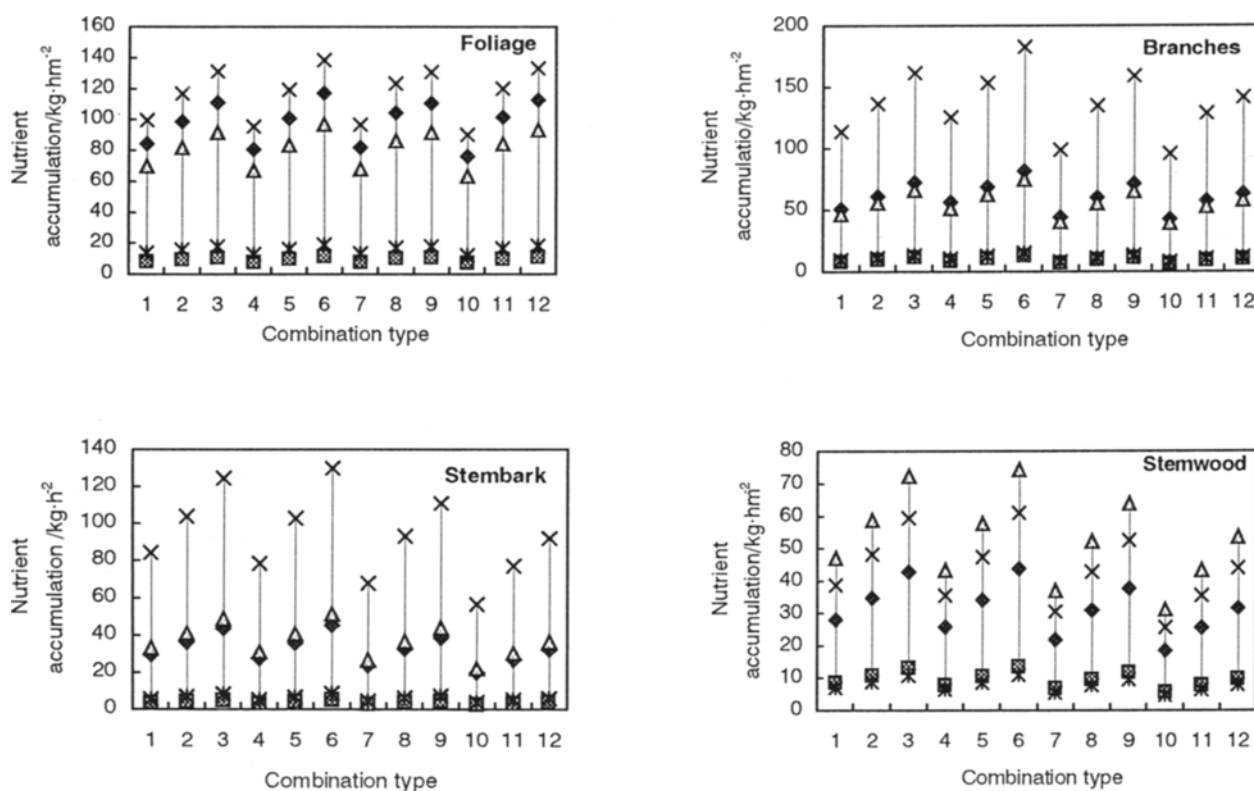 Foliage
Nutrient
accumulation/kg·hm⁻²
160
140
120
100
80
60
40
20
0
1 2 3 4 5 6 7 8 9 10 11 12
Combination type
Branches
Nutrient
accumulatio/kg·hm⁻²
200
150
100
50
0
1 2 3 4 5 6 7 8 9 10 11 12
Combination type
Stembark
Nutrient
accumulation /kg·h⁻²
140
120
100
80
60
40
20
0
1 2 3 4 5 6 7 8 9 10 11 12
Combination type
Stemwood
Nutrient
accumulation/kg·hm⁻²
80
70
60
50
40
30
20
10
0
1 2 3 4 5 6 7 8 9 10 11 12
Combination type